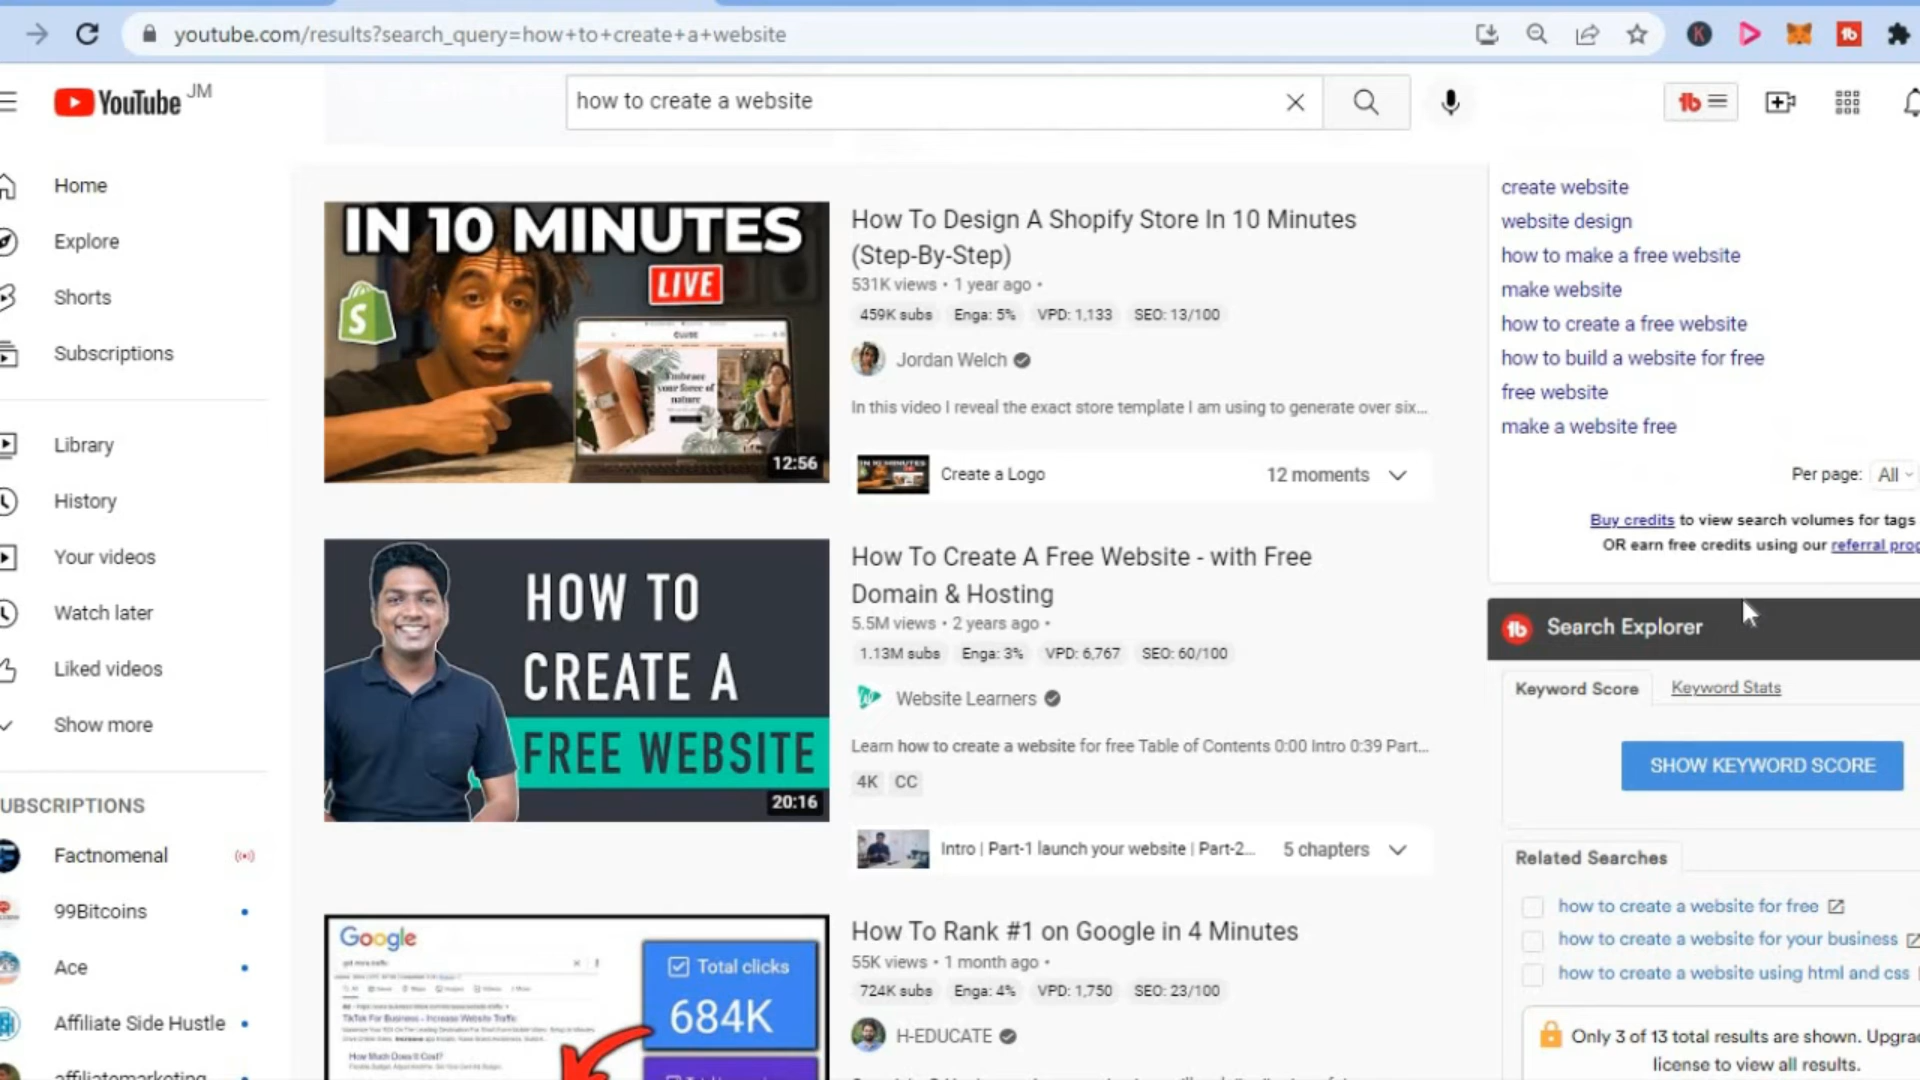 youtube.com/results?search_query=how+to+create+a+website
YouTube JM
how to create a website
Home
Explore
Shorts
Subscriptions
Library
History
Your videos
Watch later
Liked videos
Show more
UBSCRIPTIONS
Factnomenal
99Bitcoins
Ace
Affiliate Side Hustle
affiliatemarketing
IN 10 MINUTES
LIVE
12:56
How To Design A Shopify Store In 10 Minutes
(Step-By-Step)
531K views • 1 year ago •
459K subs Enga: 5% VPD: 1,133 SEO: 13/100
Jordan Welch
In this video I reveal the exact store template I am using to generate over six...
Create a Logo 12 moments
HOW TO
CREATE A
FREE WEBSITE
20:16
How To Create A Free Website - with Free
Domain & Hosting
5.5M views • 2 years ago •
1.13M subs Enga: 3% VPD: 6,767 SEO: 60/100
Website Learners
Learn how to create a website for free Table of Contents 0:00 Intro 0:39 Part...
4K CC
Intro | Part-1 launch your website | Part-2... 5 chapters
Google
Total clicks
684K
How Much Does It Cost?
How To Rank #1 on Google in 4 Minutes
55K views • 1 month ago •
724K subs Enga: 4% VPD: 1,750 SEO: 23/100
H-EDUCATE
create website
website design
how to make a free website
make website
how to create a free website
how to build a website for free
free website
make a website free
Per page: All
Buy credits to view search volumes for tags
OR earn free credits using our referral prog
Search Explorer
Keyword Score Keyword Stats
SHOW KEYWORD SCORE
Related Searches
how to create a website for free
how to create a website for your business
how to create a website using html and css
Only 3 of 13 total results are shown. Upgra
license to view all results.